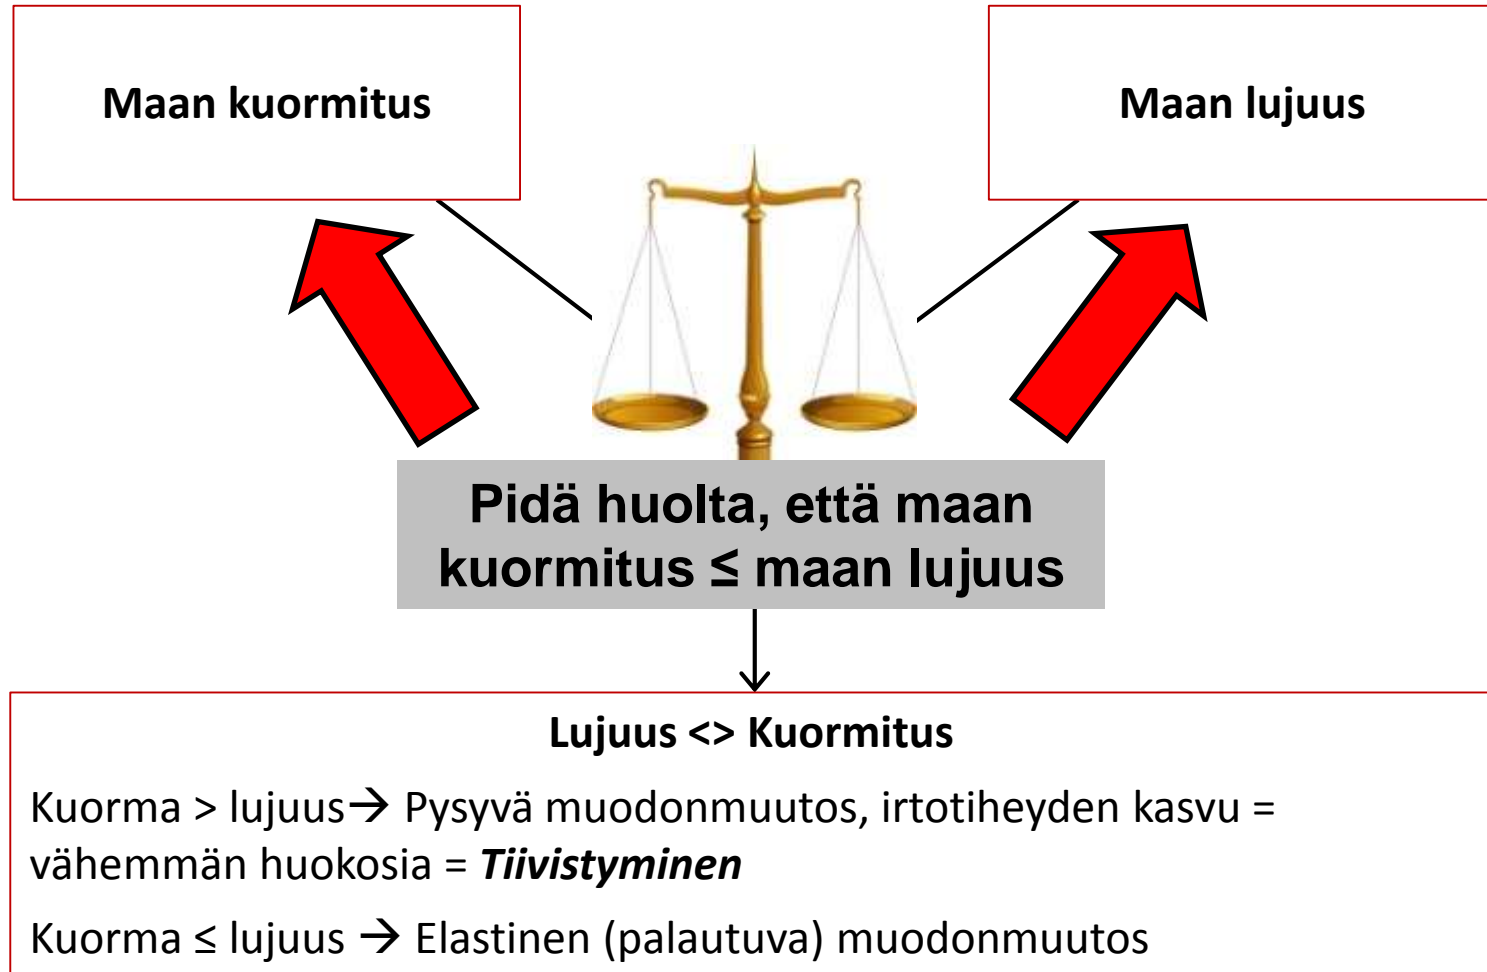 Maan kuormitus
Maan lujuus
Pidä huolta, että maan
kuormitus ≤ maan lujuus
Lujuus <> Kuormitus
Kuorma > lujuus→ Pysyvä muodonmuutos, irtotiheyden kasvu =
vähemmän huokosia = Tiivistyminen
Kuorma ≤ lujuus → Elastinen (palautuva) muodonmuutos